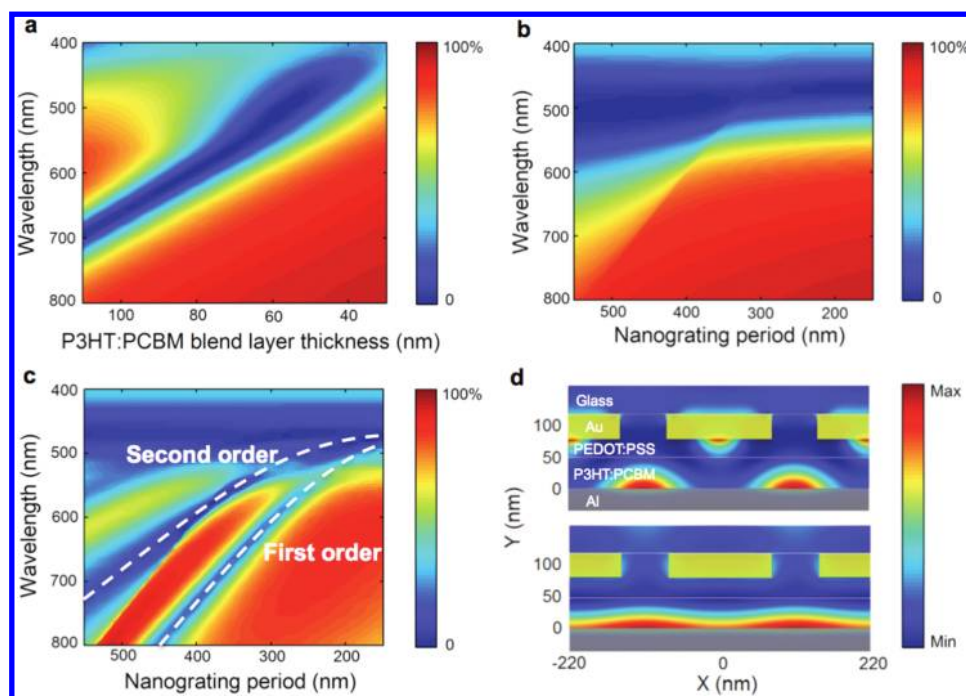 a
400
500
600
700
800
Wavelength (nm)
100
80
60
40
P3HT:PCBM blend layer thickness (nm)
100%
0
b
400
500
600
700
800
Wavelength (nm)
500
400
300
200
Nanograting period (nm)
100%
0
c
400
500
600
700
800
Wavelength (nm)
Second order
First order
500
400
300
200
Nanograting period (nm)
100%
0
d
Glass
Au
PEDOT:PSS
P3HT:PCBM
Al
100
50
0
100
50
0
Y (nm)
-220
0
220
X (nm)
Max
Min